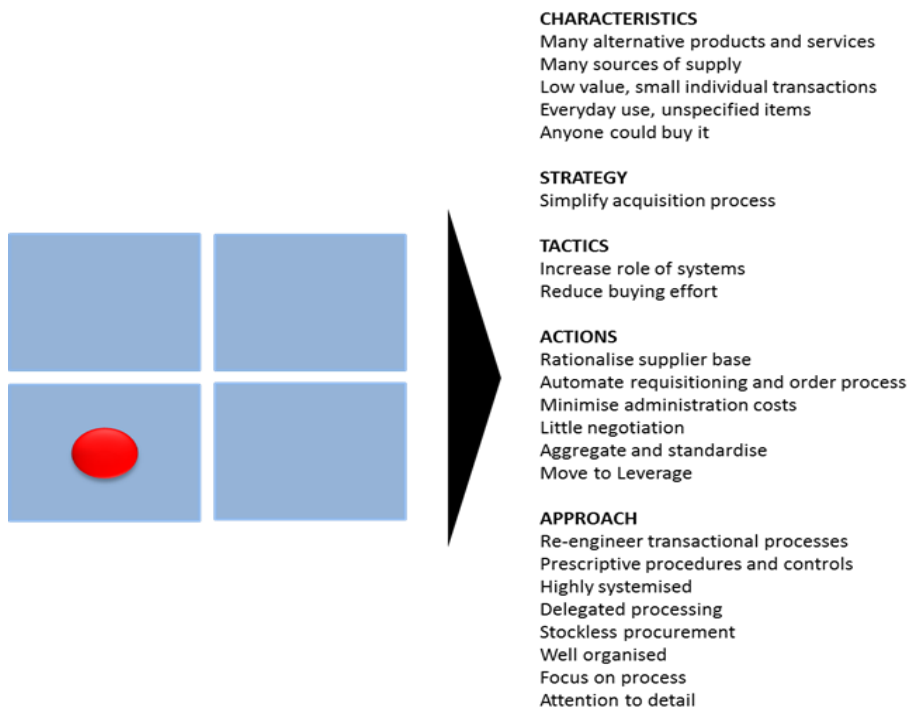 CHARACTERISTICS
Many alternative products and services
Many sources of supply
Low value, small individual transactions
Everyday use, unspecified items
Anyone could buy it
STRATEGY
Simplify acquisition process
TACTICS
Increase role of systems
Reduce buying effort
ACTIONS
Rationalise supplier base
Automate requisitioning and order process
Minimise administration costs
Little negotiation
Aggregate and standardise
Move to Leverage
APPROACH
Re-engineer transactional processes
Prescriptive procedures and controls
Highly systemised
Delegated processing
Stockless procurement
Well organised
Focus on process
Attention to detail